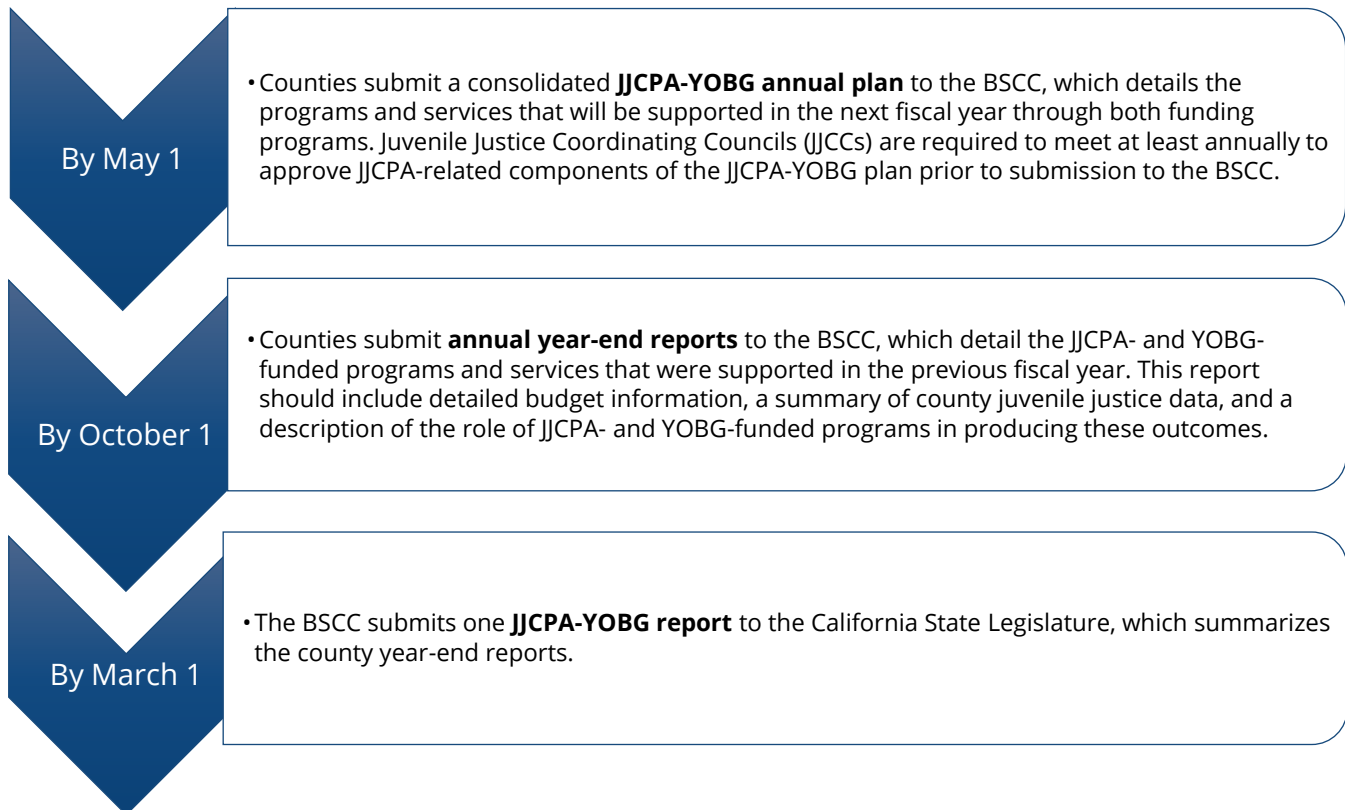 By May 1
•Counties submit a consolidated JJCPA-YOBG annual plan to the BSCC, which details the
programs and services that will be supported in the next fiscal year through both funding
programs. Juvenile Justice Coordinating Councils (JJCCs) are required to meet at least annually to
approve JJCPA-related components of the JJCPA-YOBG plan prior to submission to the BSCC.
By October 1
•Counties submit annual year-end reports to the BSCC, which detail the JJCPA- and YOBG-
funded programs and services that were supported in the previous fiscal year. This report
should include detailed budget information, a summary of county juvenile justice data, and a
description of the role of JJCPA- and YOBG-funded programs in producing these outcomes.
By March 1
•The BSCC submits one JJCPA-YOBG report to the California State Legislature, which summarizes
the county year-end reports.